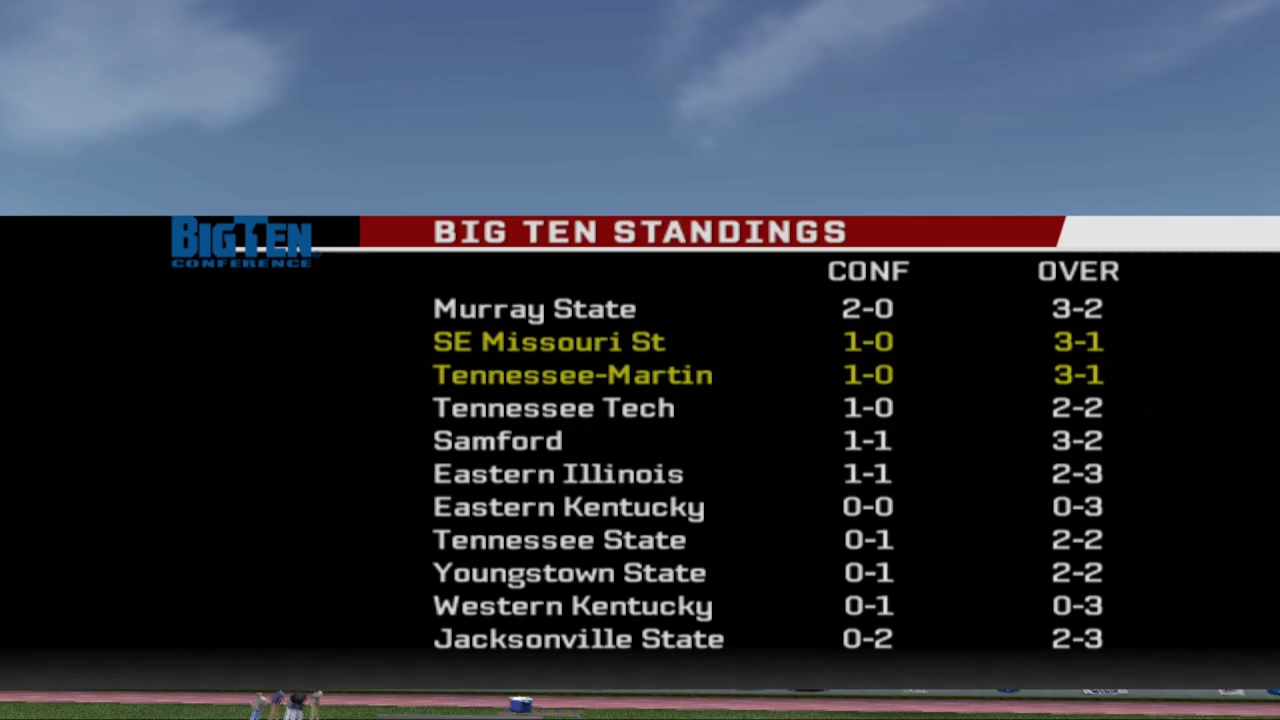 BIG TEN CONFERENCE
BIG TEN STANDINGS
CONF OVER
Murray State 2-0 3-2
SE Missouri St 1-0 3-1
Tennessee-Martin 1-0 3-1
Tennessee Tech 1-0 2-2
Samford 1-1 3-2
Eastern Illinois 1-1 2-3
Eastern Kentucky 0-0 0-3
Tennessee State 0-1 2-2
Youngstown State 0-1 2-2
Western Kentucky 0-1 0-3
Jacksonville State 0-2 2-3